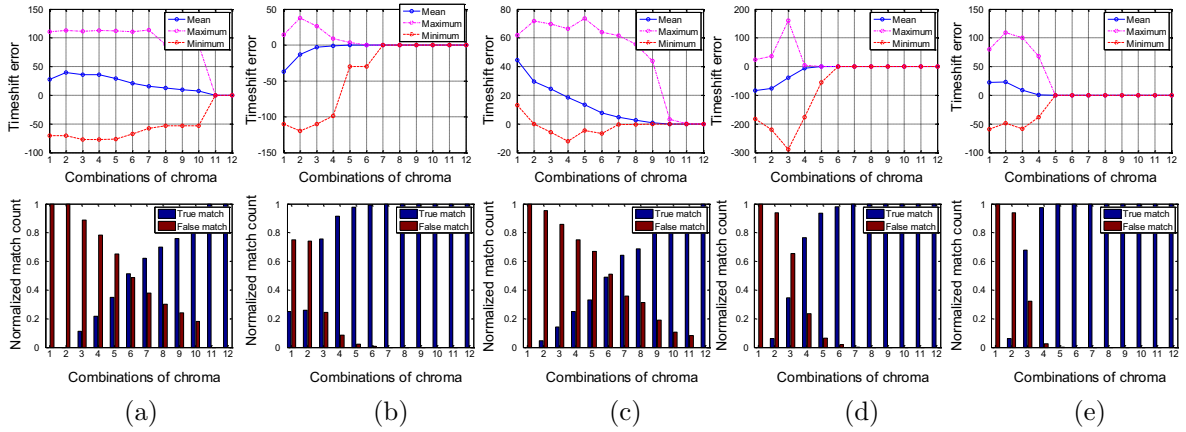 150
100
50
0
-50
-100
1 2 3 4 5 6 7 8 9 10 11 12
Timeshift error
Combinations of chroma
Mean
Maximum
Minimum
50
0
-50
-100
-150
1 2 3 4 5 6 7 8 9 10 11 12
Timeshift error
Combinations of chroma
Mean
Maximum
Minimum
80
60
40
20
0
-20
1 2 3 4 5 6 7 8 9 10 11 12
Timeshift error
Combinations of chroma
Mean
Maximum
Minimum
200
100
0
-100
-200
-300
1 2 3 4 5 6 7 8 9 10 11 12
Timeshift error
Combinations of chroma
Mean
Maximum
Minimum
150
100
50
0
-50
-100
1 2 3 4 5 6 7 8 9 10 11 12
Timeshift error
Combinations of chroma
Mean
Maximum
Minimum
1
0.8
0.6
0.4
0.2
0
1 2 3 4 5 6 7 8 9 10 11 12
Normalized match count
Combinations of chroma
True match
False match
1
0.8
0.6
0.4
0.2
0
1 2 3 4 5 6 7 8 9 10 11 12
Normalized match count
Combinations of chroma
True match
False match
1
0.8
0.6
0.4
0.2
0
1 2 3 4 5 6 7 8 9 10 11 12
Normalized match count
Combinations of chroma
True match
False match
1
0.8
0.6
0.4
0.2
0
1 2 3 4 5 6 7 8 9 10 11 12
Normalized match count
Combinations of chroma
True match
False match
1
0.8
0.6
0.4
0.2
0
1 2 3 4 5 6 7 8 9 10 11 12
Normalized match count
Combinations of chroma
True match
False match
(a) (b) (c) (d) (e)